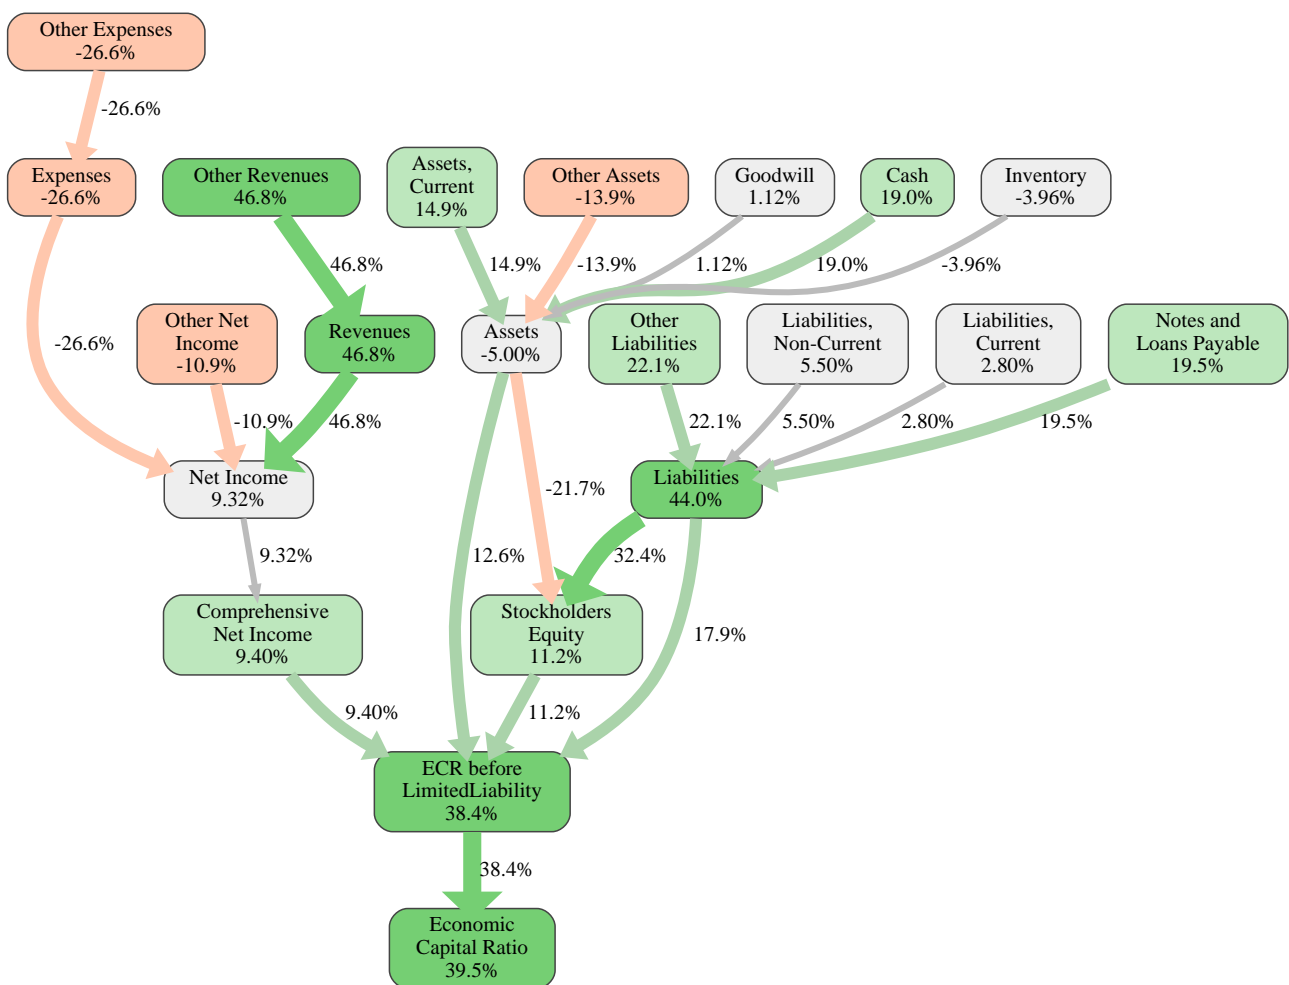 Other Expenses
-26.6%
-26.6%
Expenses
-26.6%
Other Revenues
46.8%
Assets,
Current
14.9%
Other Assets
-13.9%
Goodwill
1.12%
Cash
19.0%
Inventory
-3.96%
46.8%
14.9%
-13.9%
1.12%
19.0%
-3.96%
-26.6%
Other Net
Income
-10.9%
Revenues
46.8%
Assets
-5.00%
Other
Liabilities
22.1%
Liabilities,
Non-Current
5.50%
Liabilities,
Current
2.80%
Notes and
Loans Payable
19.5%
-10.9%
46.8%
22.1%
5.50%
2.80%
19.5%
Net Income
9.32%
-21.7%
Liabilities
44.0%
9.32%
12.6%
32.4%
Comprehensive
Net Income
9.40%
Stockholders
Equity
11.2%
17.9%
9.40%
11.2%
ECR before
LimitedLiability
38.4%
38.4%
Economic
Capital Ratio
39.5%